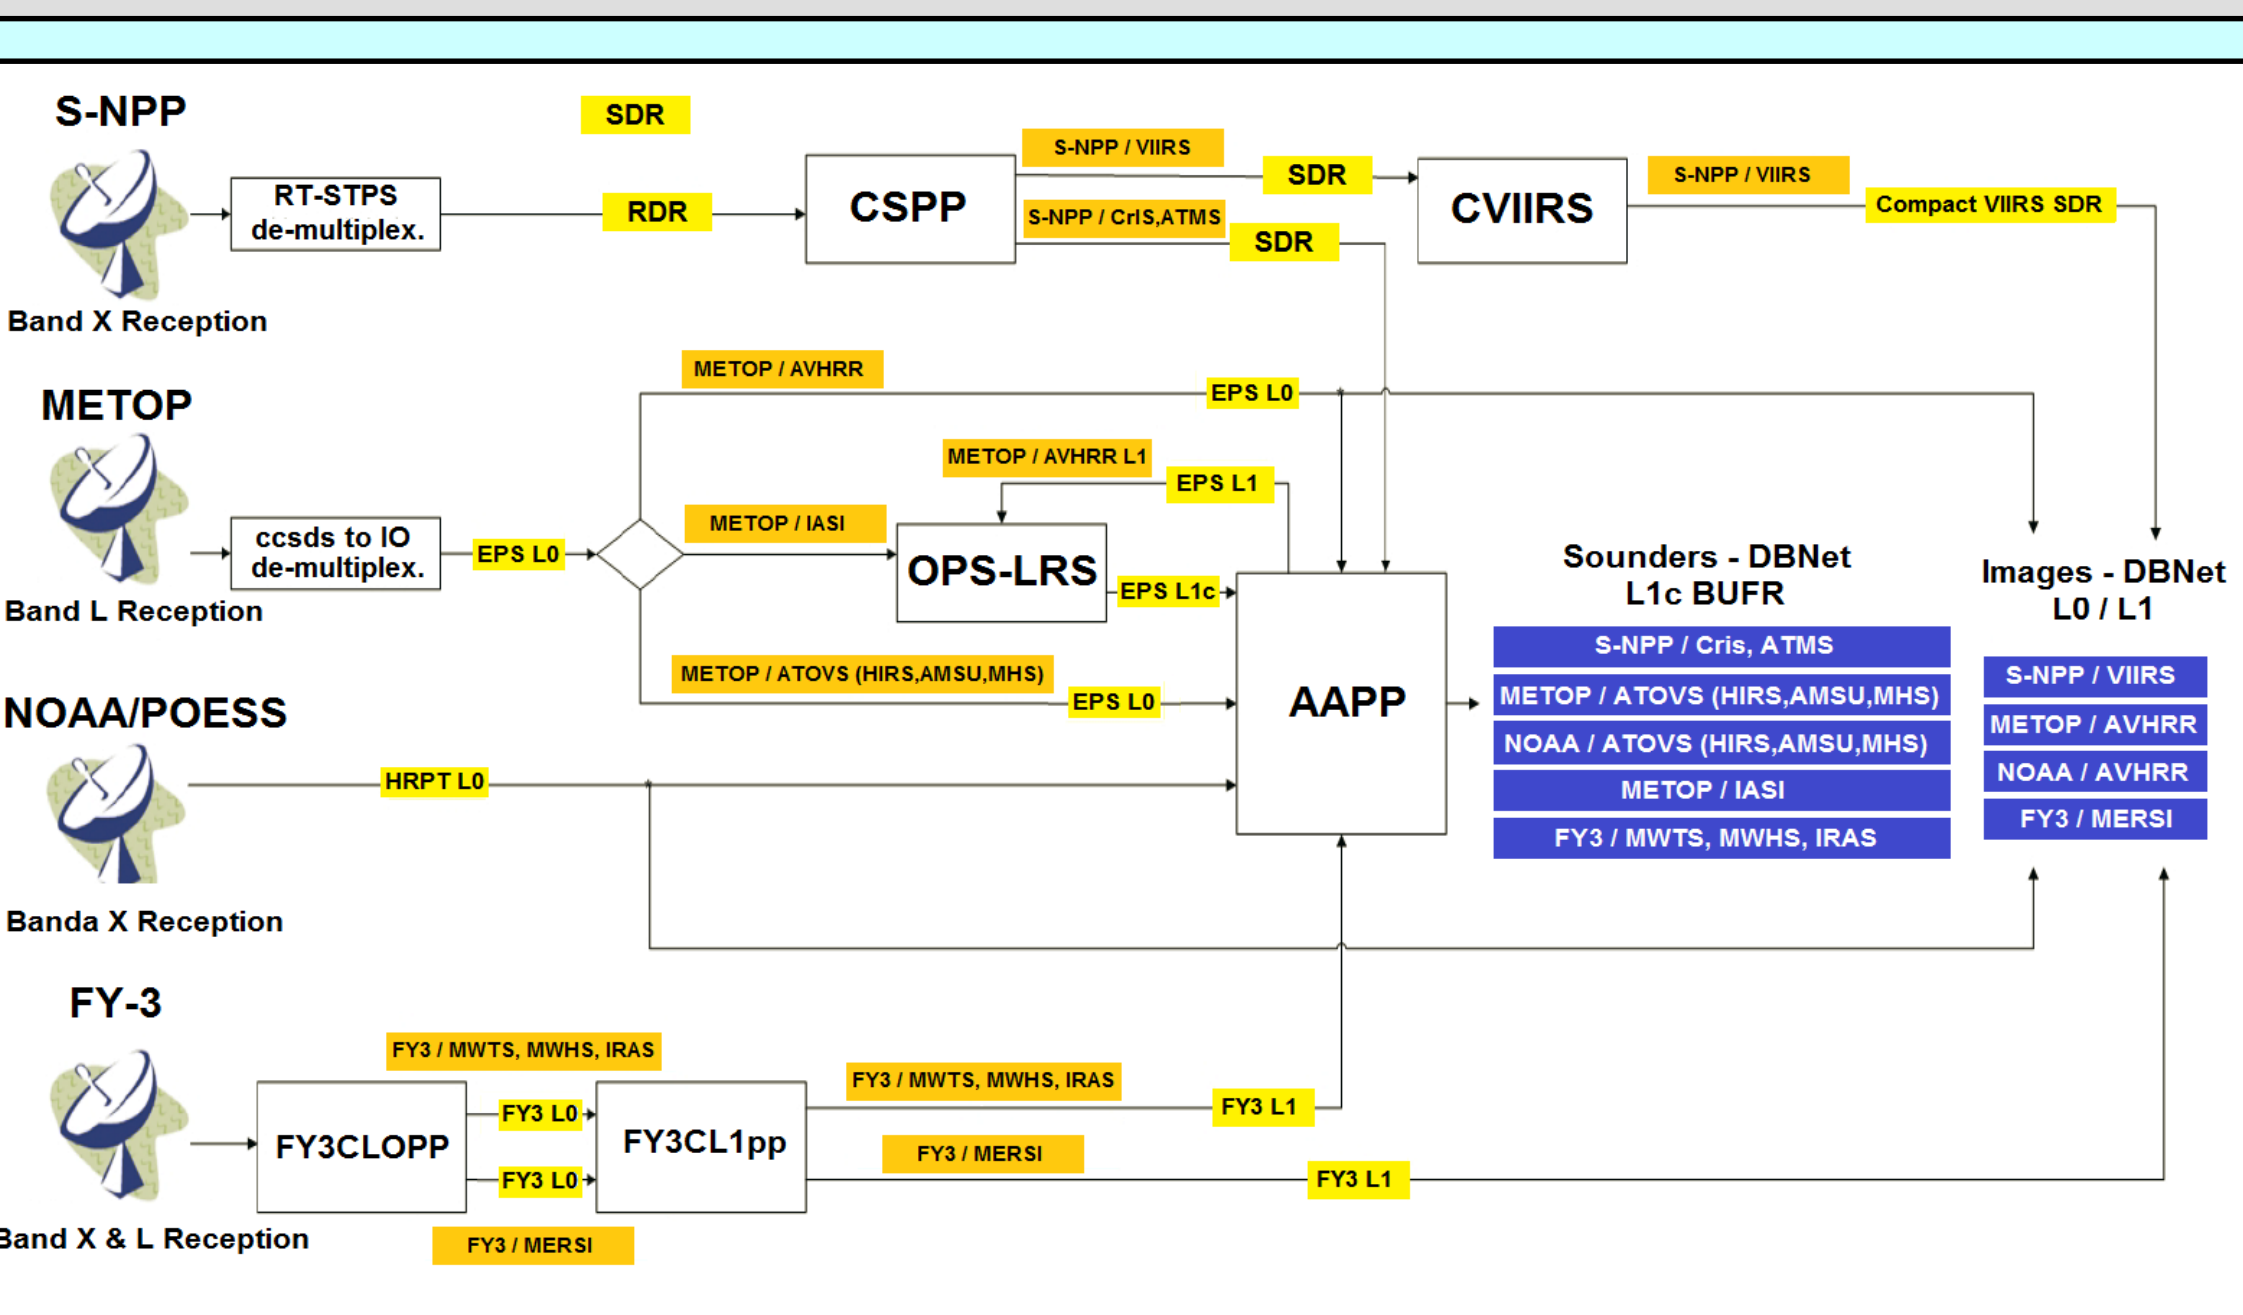 S-NPP
SDR
S-NPP / VIIRS
SDR
S-NPP / VIIRS
RT-STPS
de-multiplex.
RDR
CSPP
S-NPP / CrIS,ATMS
SDR
CVIIRS
Compact VIIRS SDR
Band X Reception
METOP / AVHRR
EPS L0
METOP
METOP / AVHRR L1
EPS L1
METOP / IASI
ccsds to IO
de-multiplex.
EPS L0
OPS-LRS
EPS L1c
Band L Reception
Sounders - DBNet
L1c BUFR
Images - DBNet
L0 / L1
METOP / ATOVS (HIRS,AMSU,MHS)
EPS L0
AAPP
S-NPP / Cris, ATMS
METOP / ATOVS (HIRS,AMSU,MHS)
NOAA / ATOVS (HIRS,AMSU,MHS)
METOP / IASI
FY3 / MWTS, MWHS, IRAS
S-NPP / VIIRS
METOP / AVHRR
NOAA / AVHRR
FY3 / MERSI
NOAA/POESS
HRPT L0
Banda X Reception
FY-3
FY3 / MWTS, MWHS, IRAS
FY3 / MWTS, MWHS, IRAS
FY3 L0
FY3 L1
FY3CLOPP
FY3CL1pp
FY3 / MERSI
FY3 L0
FY3 L1
Band X & L Reception
FY3 / MERSI